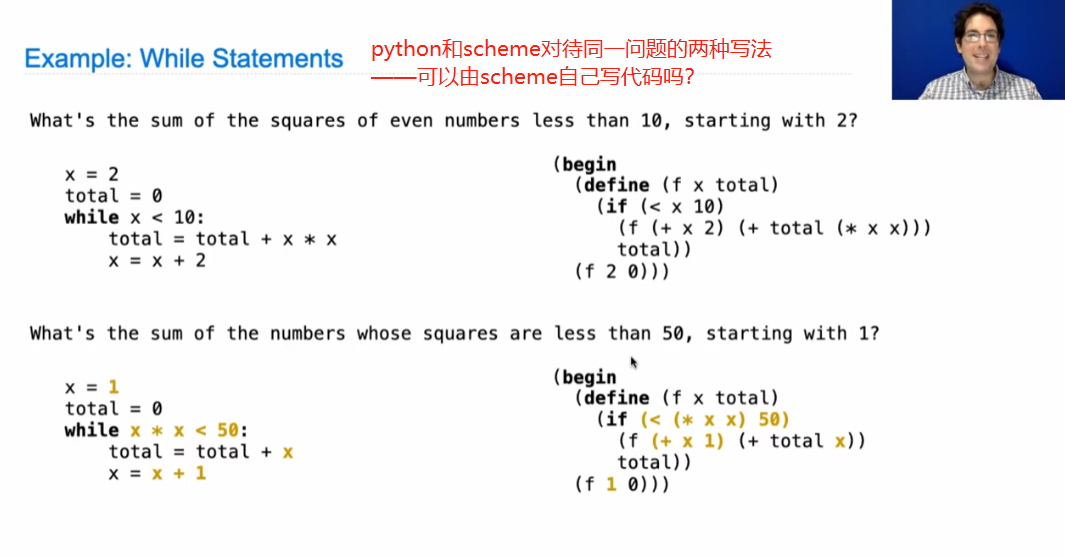 Example: While Statements
python和scheme对待同一问题的两种写法
——可以由scheme自己写代码吗?
What's the sum of the squares of even numbers less than 10, starting with 2?
x = 2
total = 0
while x < 10:
total = total + x * x
x = x + 2
(begin
(define (f x total)
(if (< x 10)
(f (+ x 2) (+ total (* x x)))
total))
(f 2 0)))
What's the sum of the numbers whose squares are less than 50, starting with 1?
x = 1
total = 0
while x * x < 50:
total = total + x
x = x + 1
(begin
(define (f x total)
(if (< (* x x) 50)
(f (+ x 1) (+ total x))
total))
(f 1 0)))